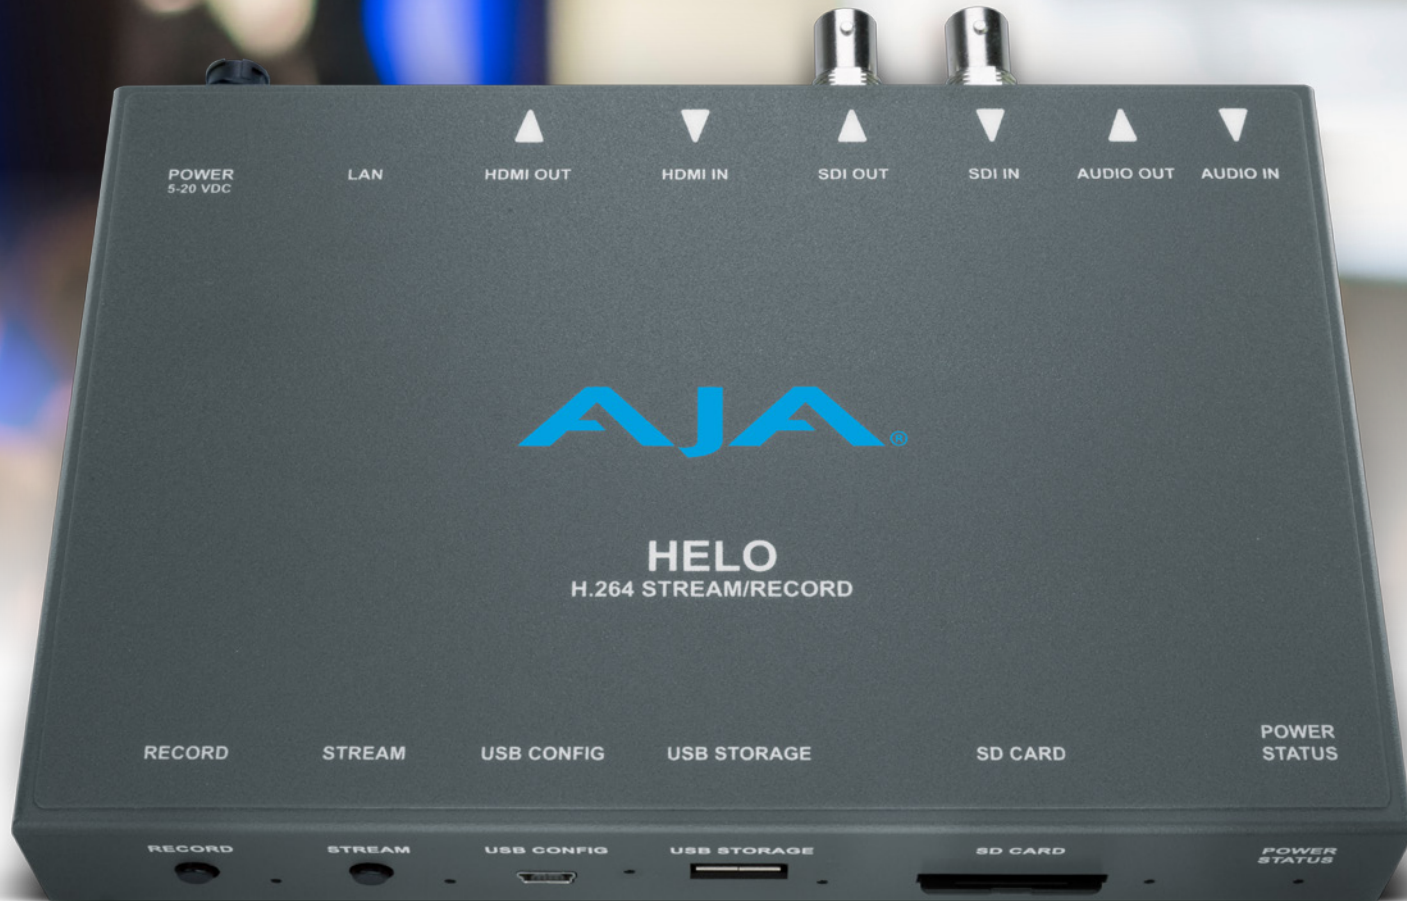 POWER
5-20 VDC
LAN
HDMI OUT
HDMI IN
SDI OUT
SDI IN
AUDIO OUT
AUDIO IN
AJA®
HELO
H.264 STREAM/RECORD
RECORD
STREAM
USB CONFIG
USB STORAGE
SD CARD
POWER
STATUS
RECORD
STREAM
USB CONFIG
USB STORAGE
SD CARD
POWER
STATUS